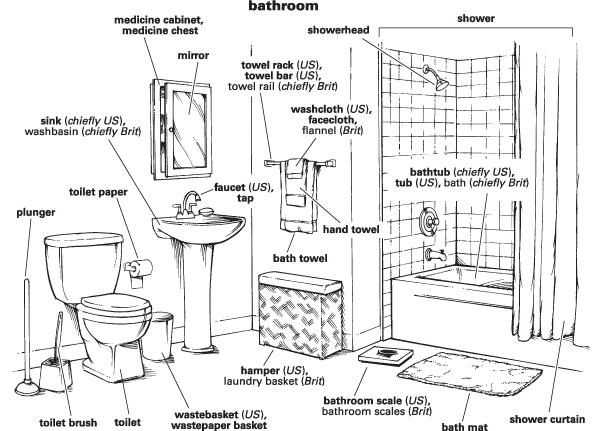 bathroom
medicine cabinet,
medicine chest
shower
showerhead
mirror
towel rack (US),
towel bar (US),
towel rail (chiefly Brit)
washcloth (US),
facecloth,
flannel (Brit)
sink (chiefly US),
washbasin (chiefly Brit)
bathtub (chiefly US),
tub (US), bath (chiefly Brit)
toilet paper
faucet (US),
tap
plunger
hand towel
bath towel
hamper (US),
laundry basket (Brit)
bathroom scale (US),
bathroom scales (Brit)
toilet brush
toilet
wastebasket (US),
wastepaper basket
bath mat
shower curtain